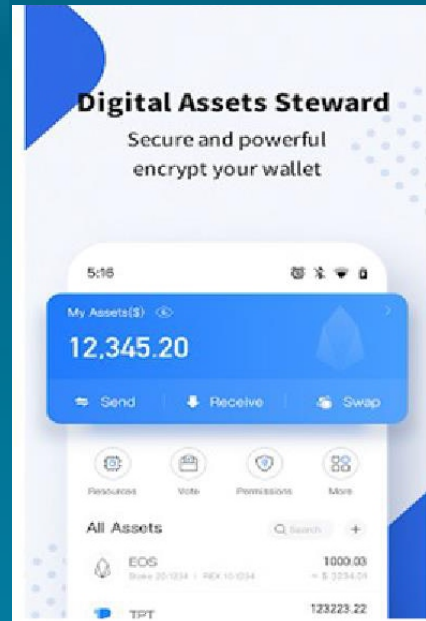 Digital Assets Steward
Secure and powerful
encrypt your wallet
5:16
My Assets($)
12,345.20
Send Receive Swap
Resources Vote Permissions More
All Assets Search +
EOS 1000.03
REX
TPT 123223.22